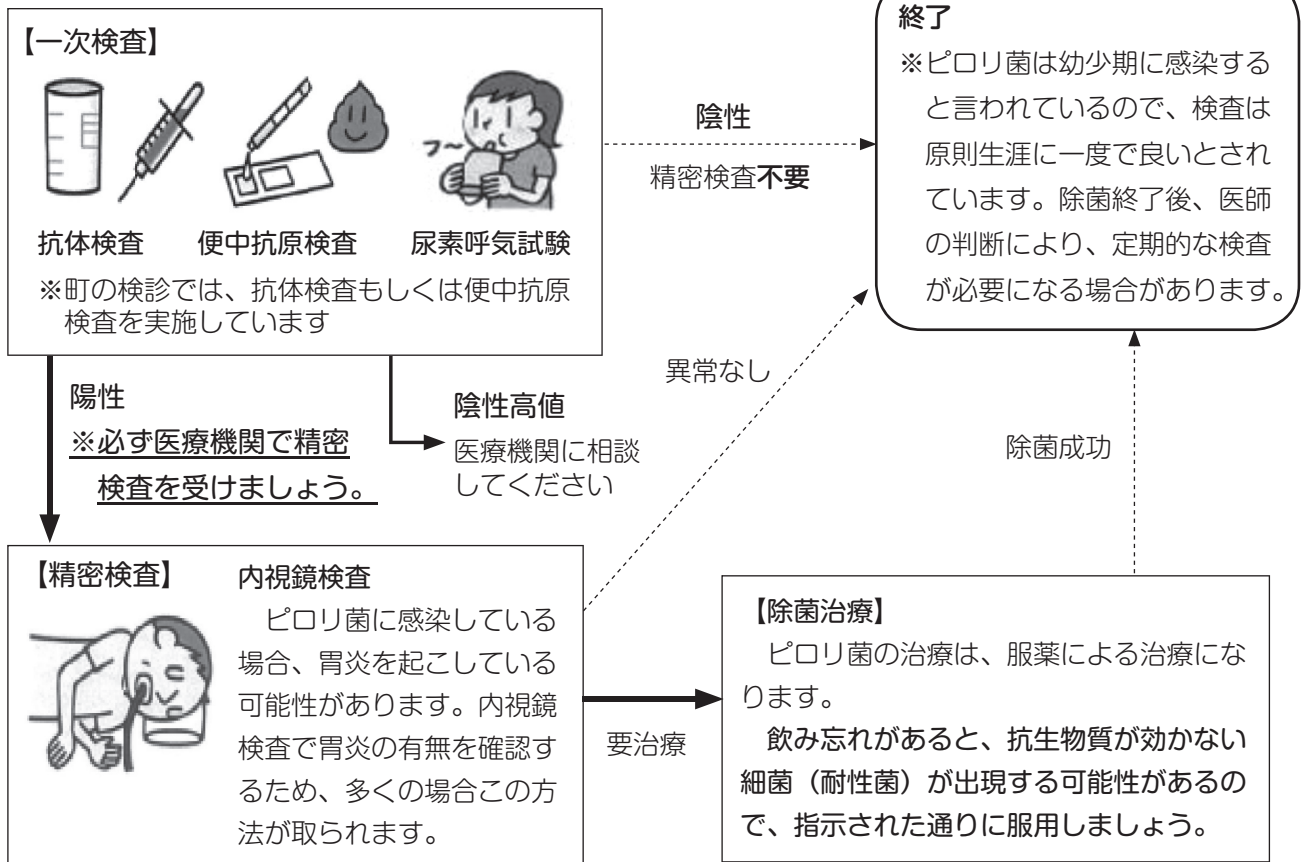 【一次検査】
フ～
抗体検査
便中抗原検査
尿素呼気試験
※町の検診では、抗体検査もしくは便中抗原
検査を実施しています
陰性
精密検査不要
終了
※ピロリ菌は幼少期に感染する
と言われているので、検査は
原則生涯に一度で良いとされ
ています。除菌終了後、医師
の判断により、定期的な検査
が必要になる場合があります。
陽性
※必ず医療機関で精密
検査を受けましょう。
陰性高値
医療機関に相談
してください
異常なし
除菌成功
【精密検査】
内視鏡検査
ピロリ菌に感染している
場合、胃炎を起こしている
可能性があります。内視鏡
検査で胃炎の有無を確認す
るため、多くの場合この方
法が取られます。
要治療
【除菌治療】
ピロリ菌の治療は、服薬による治療にな
ります。
飲み忘れがあると、抗生物質が効かない
細菌（耐性菌）が出現する可能性があるの
で、指示された通りに服用しましょう。